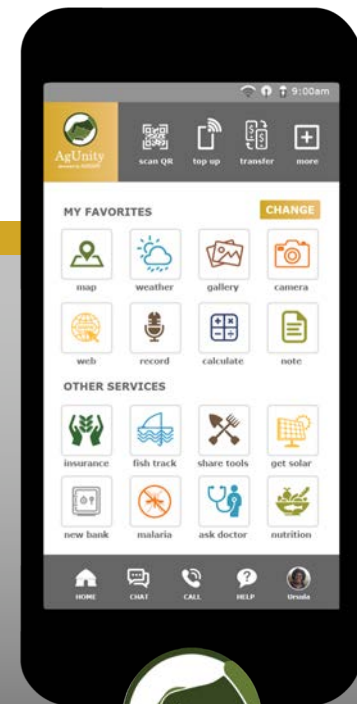 9:00am
AgUnity
scan QR
top up
transfer
more
MY FAVORITES
CHANGE
map
weather
gallery
camera
web
record
calculate
note
OTHER SERVICES
insurance
fish track
share tools
get solar
new bank
malaria
ask doctor
nutrition
HOME
CHAT
CALL
HELP
Ursula